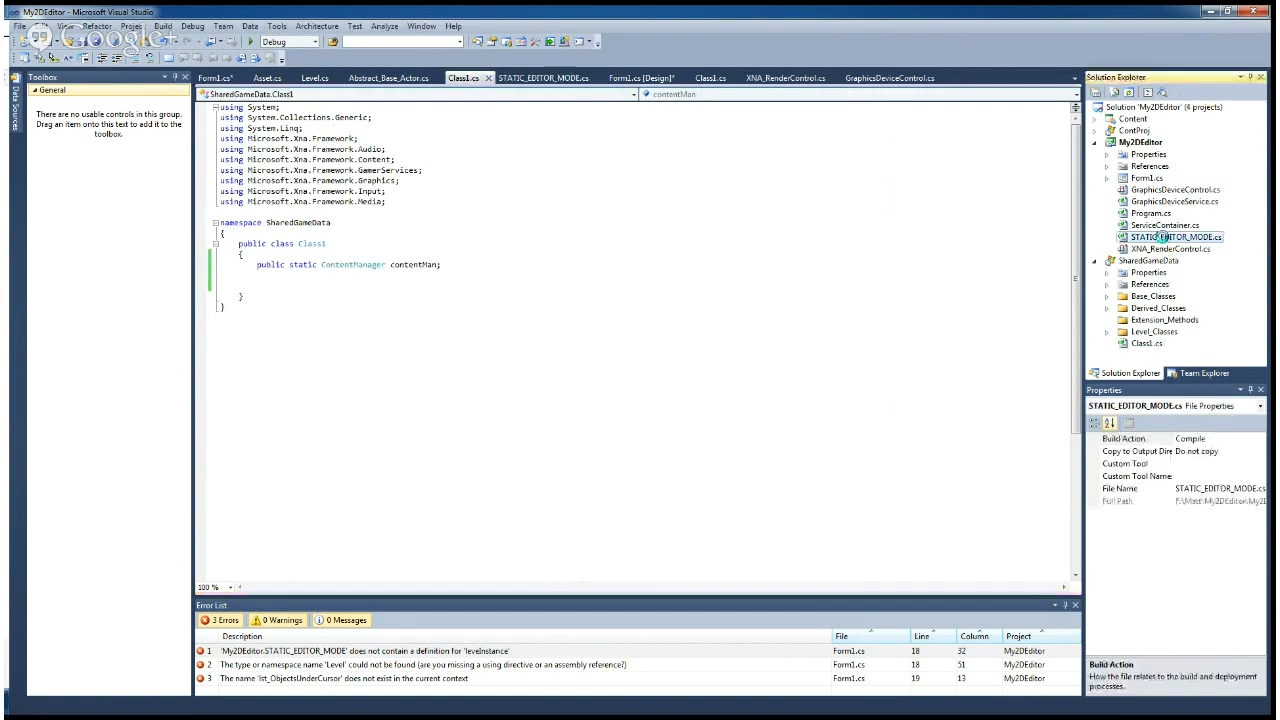 My2DEditor - Microsoft Visual Studio
File Edit View Refactor Project Build Debug Team Data Tools Architecture Test Analyze Window Help
Google+
Debug
Toolbox
General
There are no usable controls in this group.
Drag an item onto this text to add it to the
toolbox.
Data Sources
Form1.cs* Asset.cs Level.cs Abstract_Base_Actor.cs Class1.cs STATIC_EDITOR_MODE.cs Form1.cs [Design]* Class1.cs XNA_RenderControl.cs GraphicsDeviceControl.cs
SharedGameData.Class1 contentMan
using System;
using System.Collections.Generic;
using System.Linq;
using Microsoft.Xna.Framework;
using Microsoft.Xna.Framework.Audio;
using Microsoft.Xna.Framework.Content;
using Microsoft.Xna.Framework.GamerServices;
using Microsoft.Xna.Framework.Graphics;
using Microsoft.Xna.Framework.Input;
using Microsoft.Xna.Framework.Media;
namespace SharedGameData
{
public class Class1
{
public static ContentManager contentMan;
}
}
100 %
Error List
3 Errors 0 Warnings 0 Messages
Description File Line Column Project
1 'My2DEditor.STATIC_EDITOR_MODE' does not contain a definition for 'levelInstance' Form1.cs 18 32 My2DEditor
2 The type or namespace name 'Level' could not be found (are you missing a using directive or an assembly reference?) Form1.cs 18 51 My2DEditor
3 The name 'lst_ObjectsUnderCursor' does not exist in the current context Form1.cs 19 13 My2DEditor
Solution Explorer
Solution 'My2DEditor' (4 projects)
Content
ContProj
My2DEditor
Properties
References
Form1.cs
GraphicsDeviceControl.cs
GraphicsDeviceService.cs
Program.cs
ServiceContainer.cs
STATIC_EDITOR_MODE.cs
XNA_RenderControl.cs
SharedGameData
Properties
References
Base_Classes
Derived_Classes
Extension_Methods
Level_Classes
Class1.cs
Solution Explorer Team Explorer
Properties
STATIC_EDITOR_MODE.cs File Properties
Build Action Compile
Copy to Output Dire Do not copy
Custom Tool
Custom Tool Name
File Name STATIC_EDITOR_MODE.cs
Full Path F:\Matt\My2DEditor\My2D
Build Action
How the file relates to the build and deployment
processes.